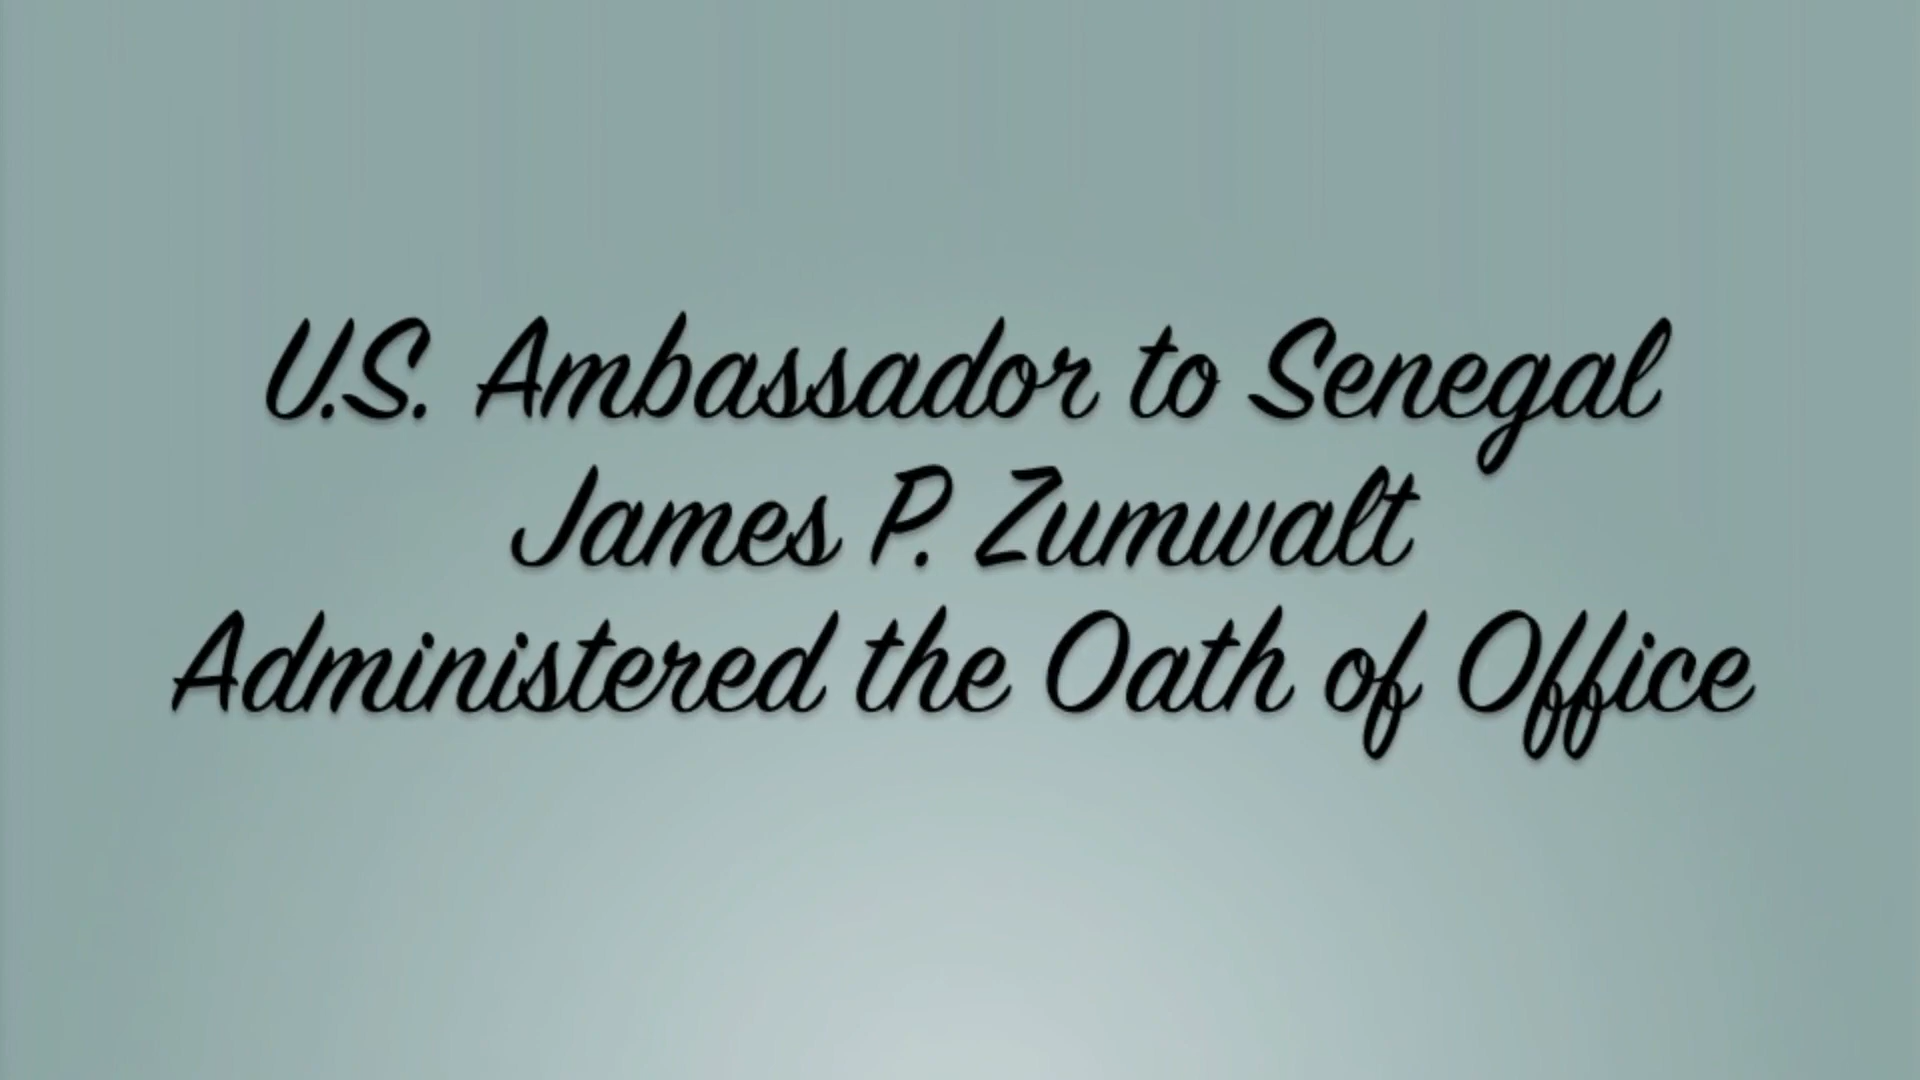 U.S. Ambassador to Senegal
James P. Zumwalt
Administered the Oath of Office